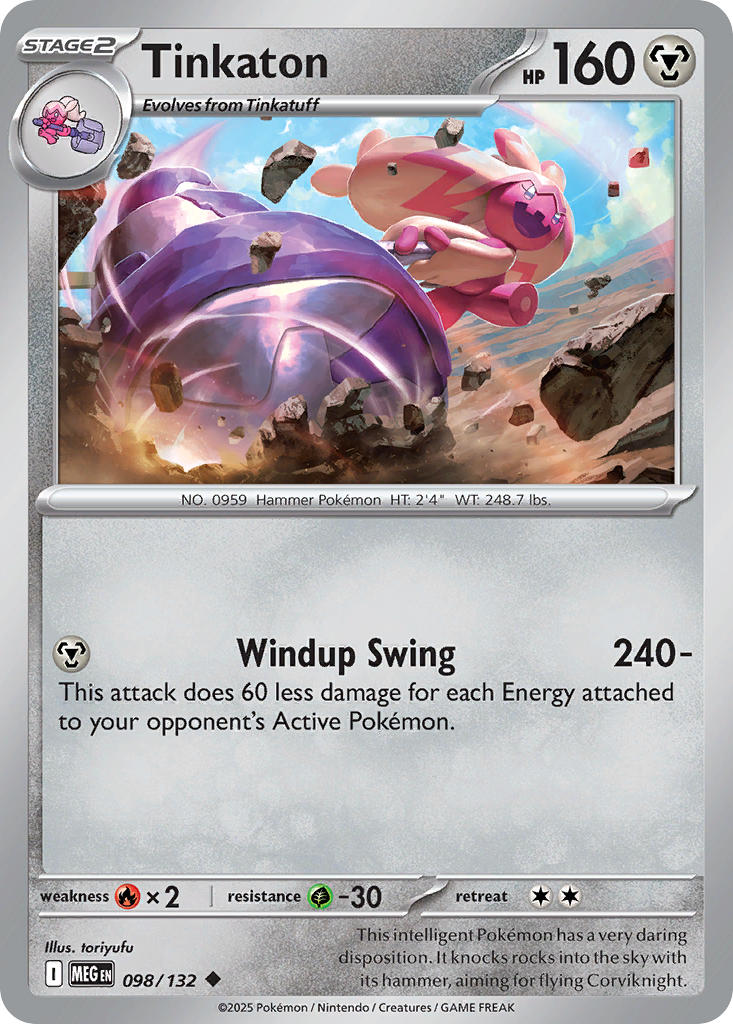 STAGE2
Tinkaton
HP 160
Evolves from Tinkatuff
NO. 0959 Hammer Pokémon HT: 2'4" WT: 248.7 lbs.
Windup Swing 240-
This attack does 60 less damage for each Energy attached
to your opponent's Active Pokémon.
weakness ×2 resistance -30 retreat
Illus. toriyufu
This intelligent Pokémon has a very daring
disposition. It knocks rocks into the sky with
its hammer, aiming for flying Corviknight.
I MEG EN 098/132
©2025 Pokémon / Nintendo / Creatures / GAME FREAK